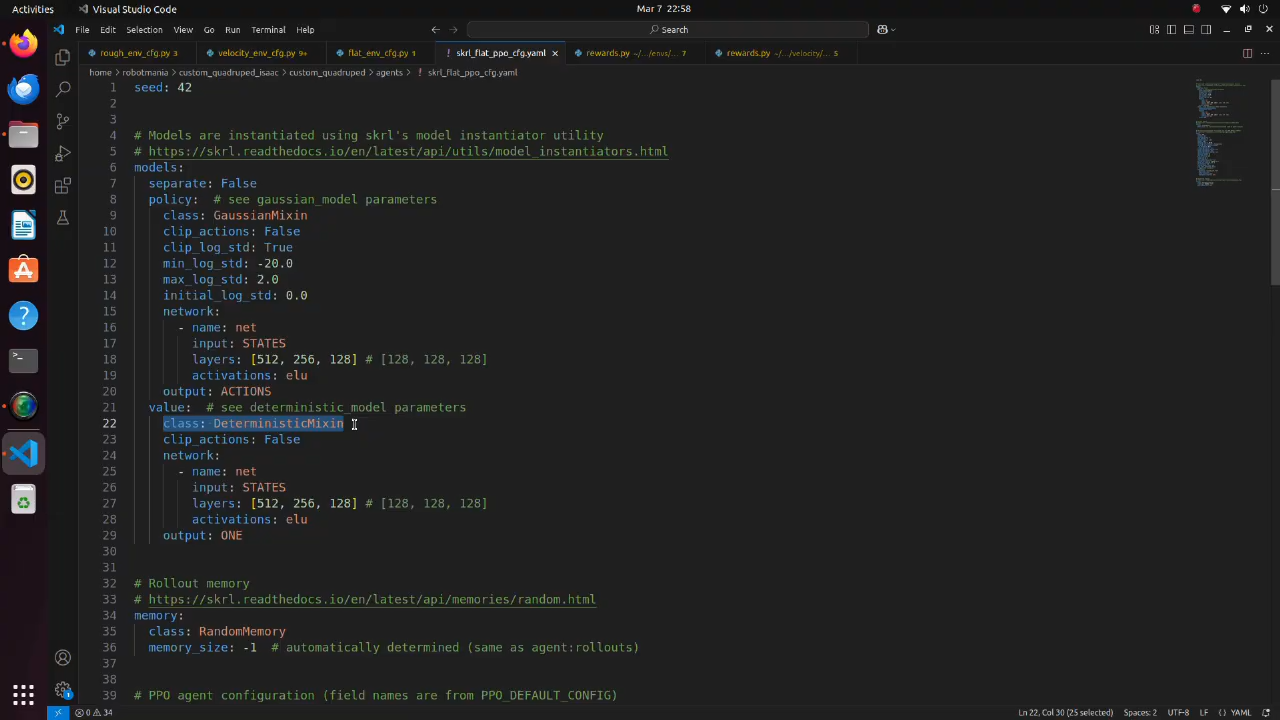 Activities
Visual Studio Code
Mar 7 22:58
File Edit Selection View Go Run Terminal Help
Search
rough_env_cfg.py 3
velocity_env_cfg.py 9+
flat_env_cfg.py 1
skrl_flat_ppo_cfg.yaml
rewards.py ~/.../envs/... 7
rewards.py ~/.../velocity/... 5
home > robotmania > custom_quadruped_isaac > custom_quadruped > agents > skrl_flat_ppo_cfg.yaml
1 seed: 42
2
3
4 # Models are instantiated using skrl's model instantiator utility
5 # https://skrl.readthedocs.io/en/latest/api/utils/model_instantiators.html
6 models:
7 separate: False
8 policy: # see gaussian_model parameters
9 class: GaussianMixin
10 clip_actions: False
11 clip_log_std: True
12 min_log_std: -20.0
13 max_log_std: 2.0
14 initial_log_std: 0.0
15 network:
16 - name: net
17 input: STATES
18 layers: [512, 256, 128] # [128, 128, 128]
19 activations: elu
20 output: ACTIONS
21 value: # see deterministic_model parameters
22 class: DeterministicMixin
23 clip_actions: False
24 network:
25 - name: net
26 input: STATES
27 layers: [512, 256, 128] # [128, 128, 128]
28 activations: elu
29 output: ONE
30
31
32 # Rollout memory
33 # https://skrl.readthedocs.io/en/latest/api/memories/random.html
34 memory:
35 class: RandomMemory
36 memory_size: -1 # automatically determined (same as agent:rollouts)
37
38
39 # PPO agent configuration (field names are from PPO_DEFAULT_CONFIG)
0 34
Ln 22, Col 30 (25 selected) Spaces: 2 UTF-8 LF {} YAML